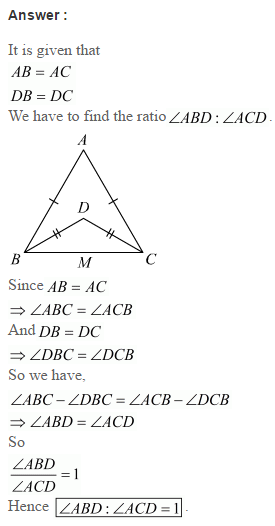 Answer :
It is given that
AB = AC
DB = DC
We have to find the ratio ∠ABD : ∠ACD .
A
D
B
M
C
Since AB = AC
⇒ ∠ABC = ∠ACB
And DB = DC
⇒ ∠DBC = ∠DCB
So we have,
∠ABC − ∠DBC = ∠ACB − ∠DCB
⇒ ∠ABD = ∠ACD
So
∠ABD
∠ACD =1
Hence ∠ABD : ∠ACD = 1 .